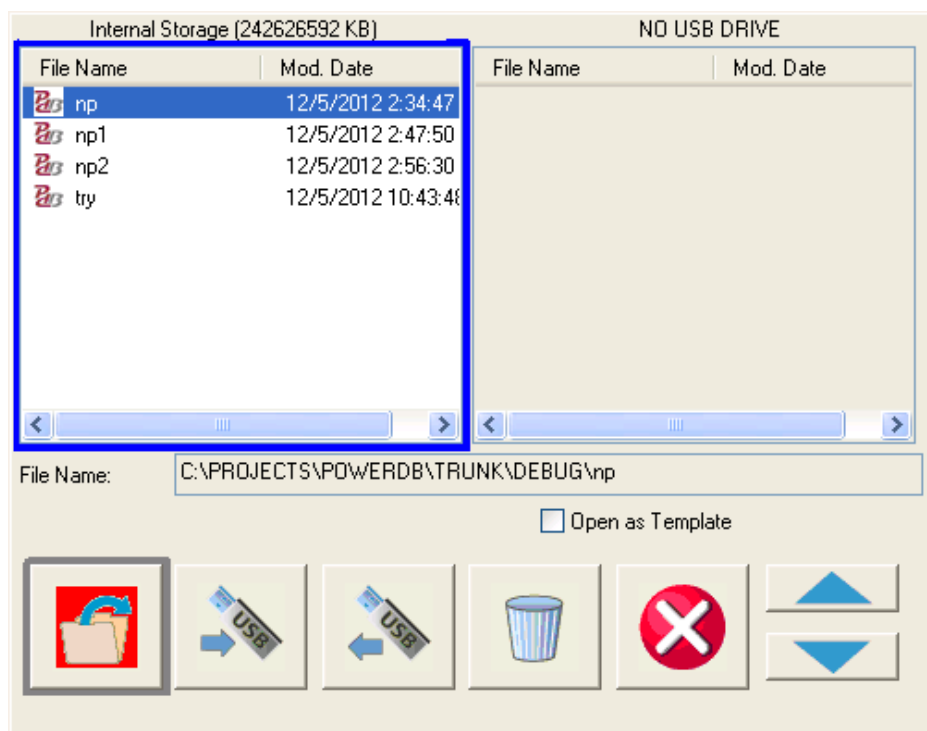 Internal Storage (242626592 KB)
NO USB DRIVE
File Name Mod. Date
File Name Mod. Date
np 12/5/2012 2:34:47
np1 12/5/2012 2:47:50
np2 12/5/2012 2:56:30
try 12/5/2012 10:43:48
File Name: C:\PROJECTS\POWERDB\TRUNK\DEBUG\np
Open as Template
USB
USB